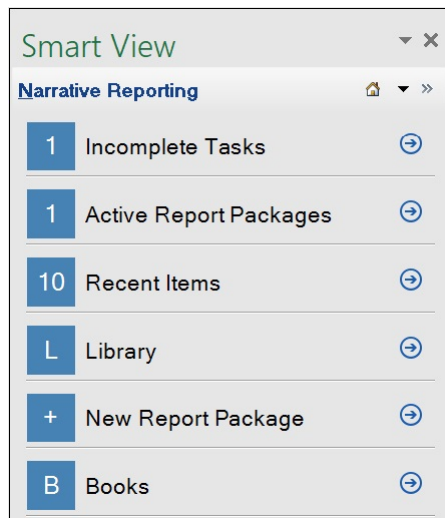 Smart View
Narrative Reporting
1 Incomplete Tasks
1 Active Report Packages
10 Recent Items
L Library
+ New Report Package
B Books